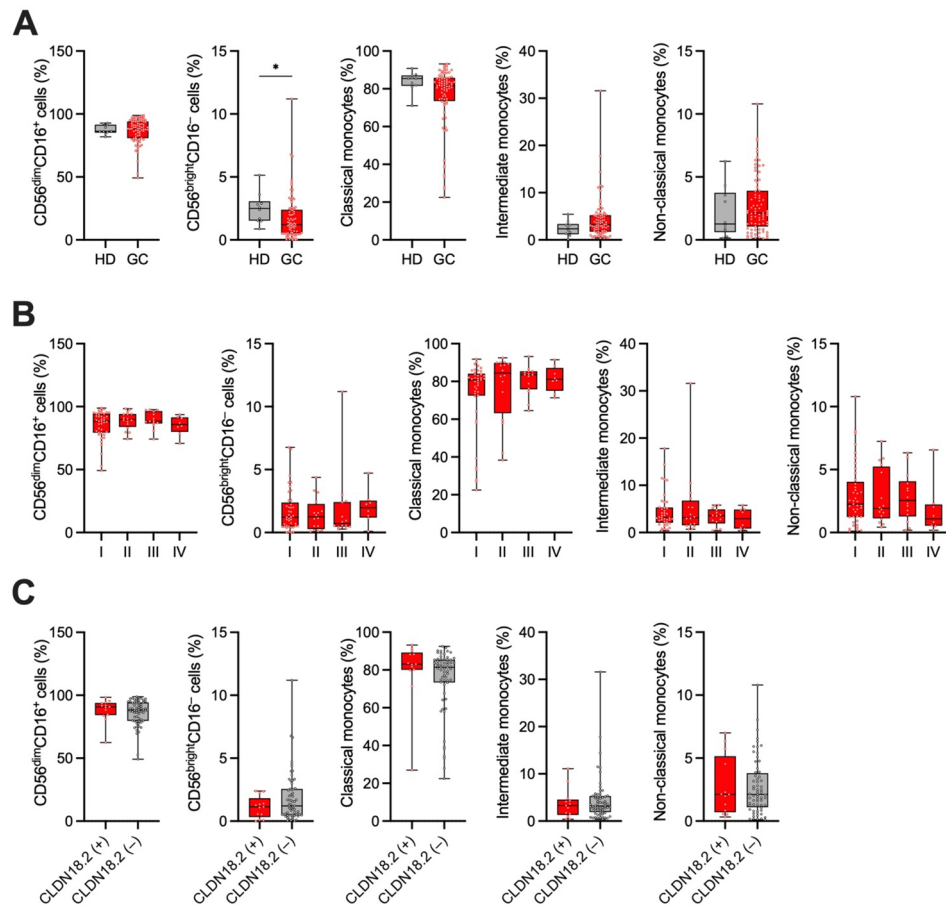 A
CD56dimCD16+ cells (%)
150
100
50
0
HD GC
CD56brightCD16– cells (%)
15
10
5
0
*
HD GC
Classical monocytes (%)
100
80
60
40
20
0
HD GC
Intermediate monocytes (%)
40
30
20
10
0
HD GC
Non-classical monocytes (%)
15
10
5
0
HD GC
B
CD56dimCD16+ cells (%)
150
100
50
0
I II III IV
CD56brightCD16– cells (%)
15
10
5
0
I II III IV
Classical monocytes (%)
100
80
60
40
20
0
I II III IV
Intermediate monocytes (%)
40
30
20
10
0
I II III IV
Non-classical monocytes (%)
15
10
5
0
I II III IV
C
CD56dimCD16+ cells (%)
150
100
50
0
CLDN18.2 (+)
CLDN18.2 (–)
CD56brightCD16– cells (%)
15
10
5
0
CLDN18.2 (+)
CLDN18.2 (–)
Classical monocytes (%)
100
80
60
40
20
0
CLDN18.2 (+)
CLDN18.2 (–)
Intermediate monocytes (%)
40
30
20
10
0
CLDN18.2 (+)
CLDN18.2 (–)
Non-classical monocytes (%)
15
10
5
0
CLDN18.2 (+)
CLDN18.2 (–)